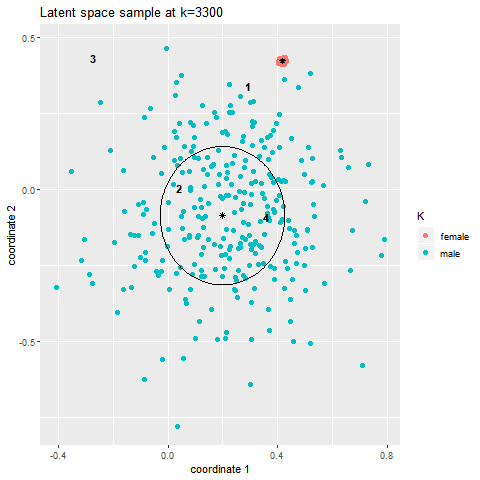 Latent space sample at k=3300
3
1
2
4
0.5
0.0
-0.5
-0.4
0.0
0.4
0.8
coordinate 1
coordinate 2
K
female
male